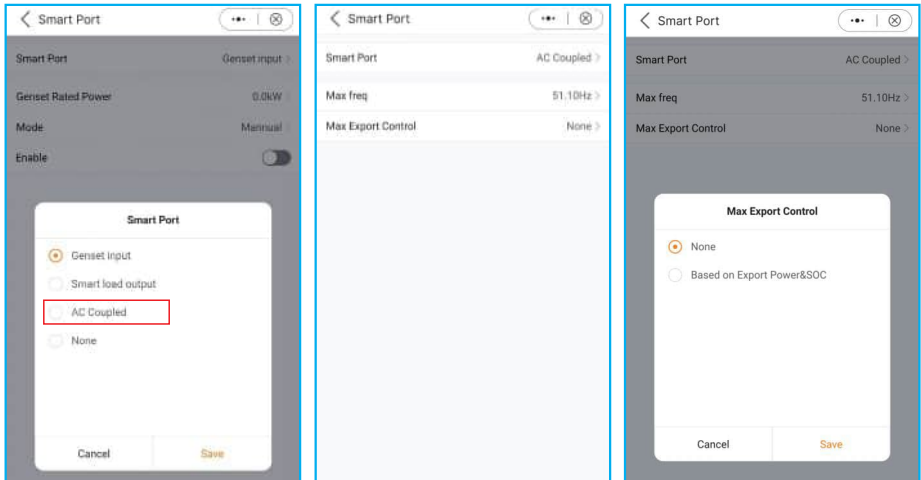 Smart Port
Smart Port Genset input
Genset Rated Power 0.0kW
Mode Mannual
Enable
Smart Port
Genset input
Smart load output
AC Coupled
None
Cancel Save
Smart Port
Smart Port AC Coupled
Max freq 51.10Hz
Max Export Control None
Smart Port
Smart Port AC Coupled
Max freq 51.10Hz
Max Export Control None
Max Export Control
None
Based on Export Power&SOC
Cancel Save